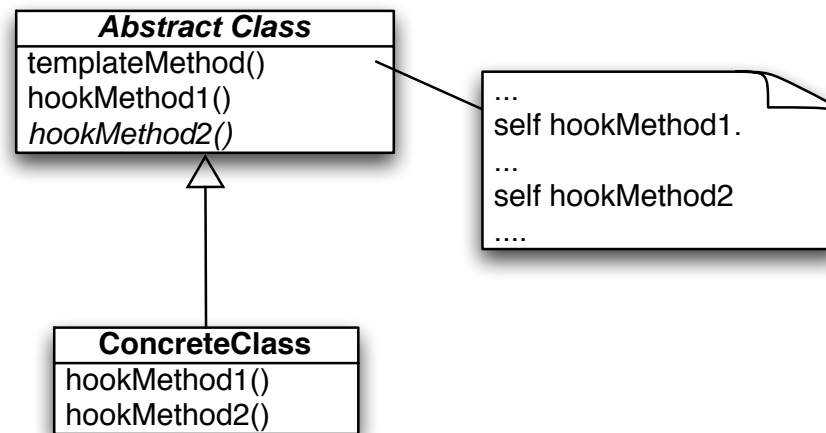 Abstract Class
templateMethod()
hookMethod1()
hookMethod2()
...
self hookMethod1.
...
self hookMethod2
....
ConcreteClass
hookMethod1()
hookMethod2()